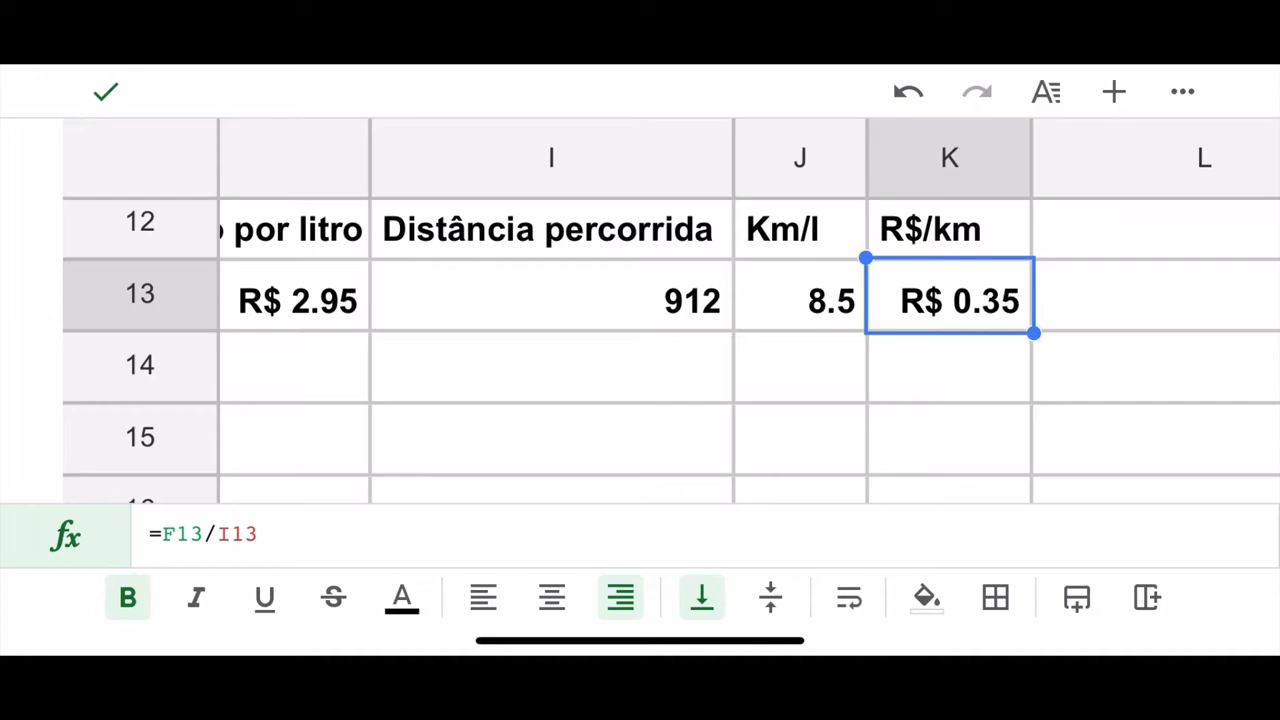 I J K L
12 por litro Distância percorrida Km/l R$/km
13 R$ 2.95 912 8.5 R$ 0.35
14
15
fx =F13/I13
B I U S A